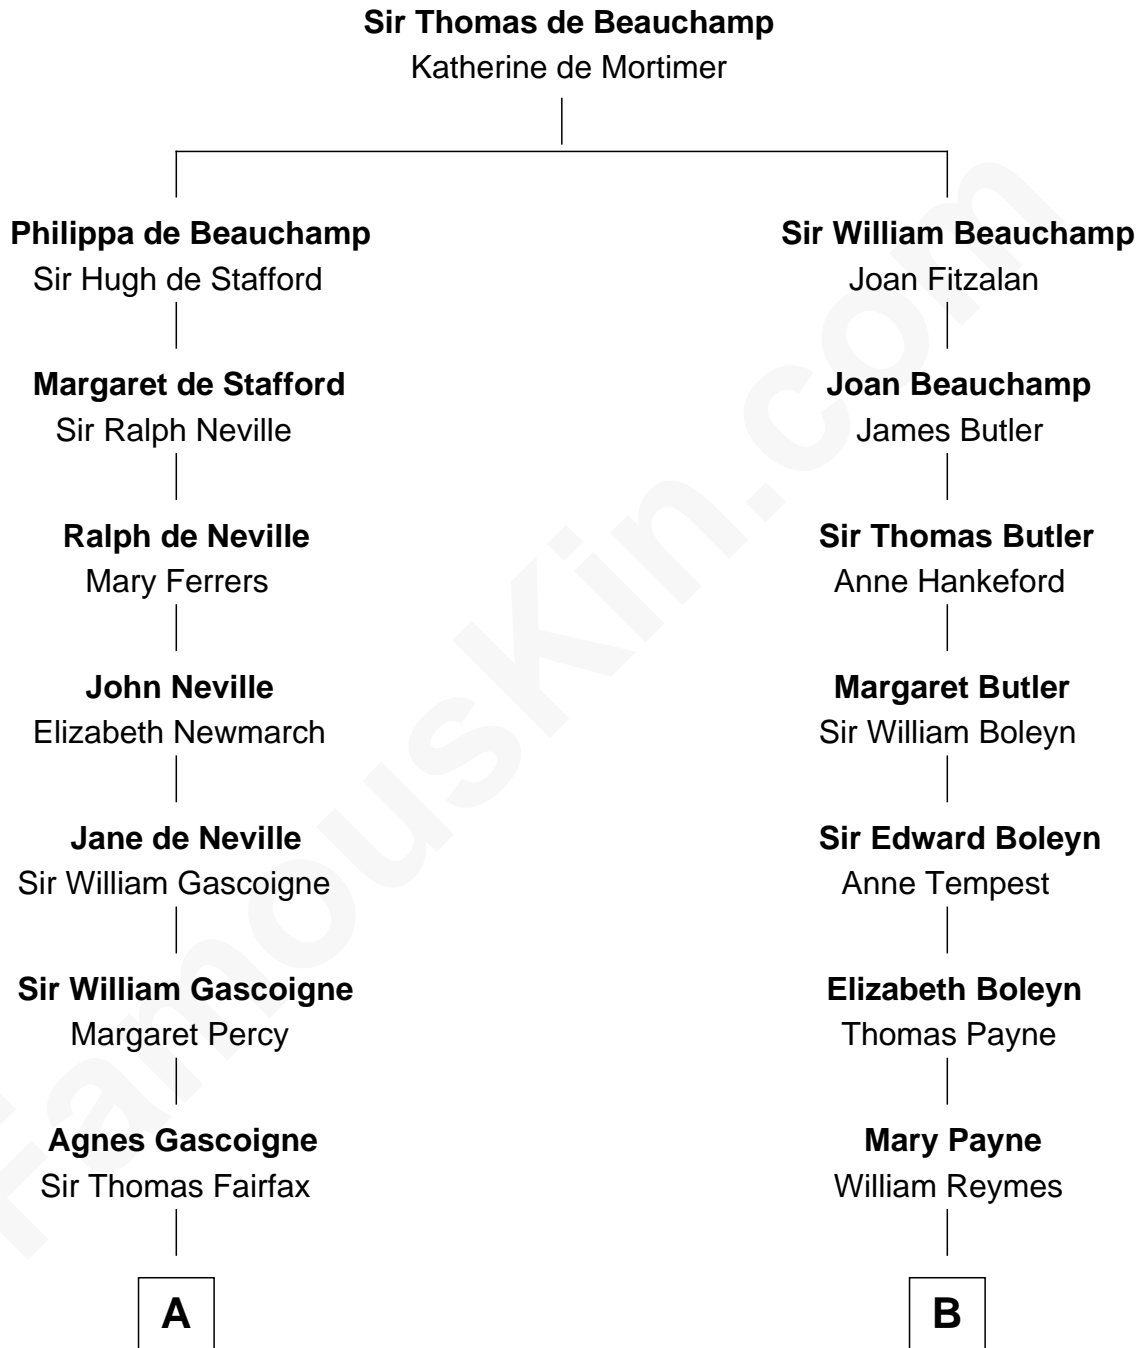 Sir Thomas de Beauchamp
Katherine de Mortimer
Philippa de Beauchamp
Sir Hugh de Stafford
Margaret de Stafford
Sir Ralph Neville
Ralph de Neville
Mary Ferrers
John Neville
Elizabeth Newmarch
Jane de Neville
Sir William Gascoigne
Sir William Gascoigne
Margaret Percy
Agnes Gascoigne
Sir Thomas Fairfax
A
Sir William Beauchamp
Joan Fitzalan
Joan Beauchamp
James Butler
Sir Thomas Butler
Anne Hankeford
Margaret Butler
Sir William Boleyn
Sir Edward Boleyn
Anne Tempest
Elizabeth Boleyn
Thomas Payne
Mary Payne
William Reymes
B
FamousKin.com